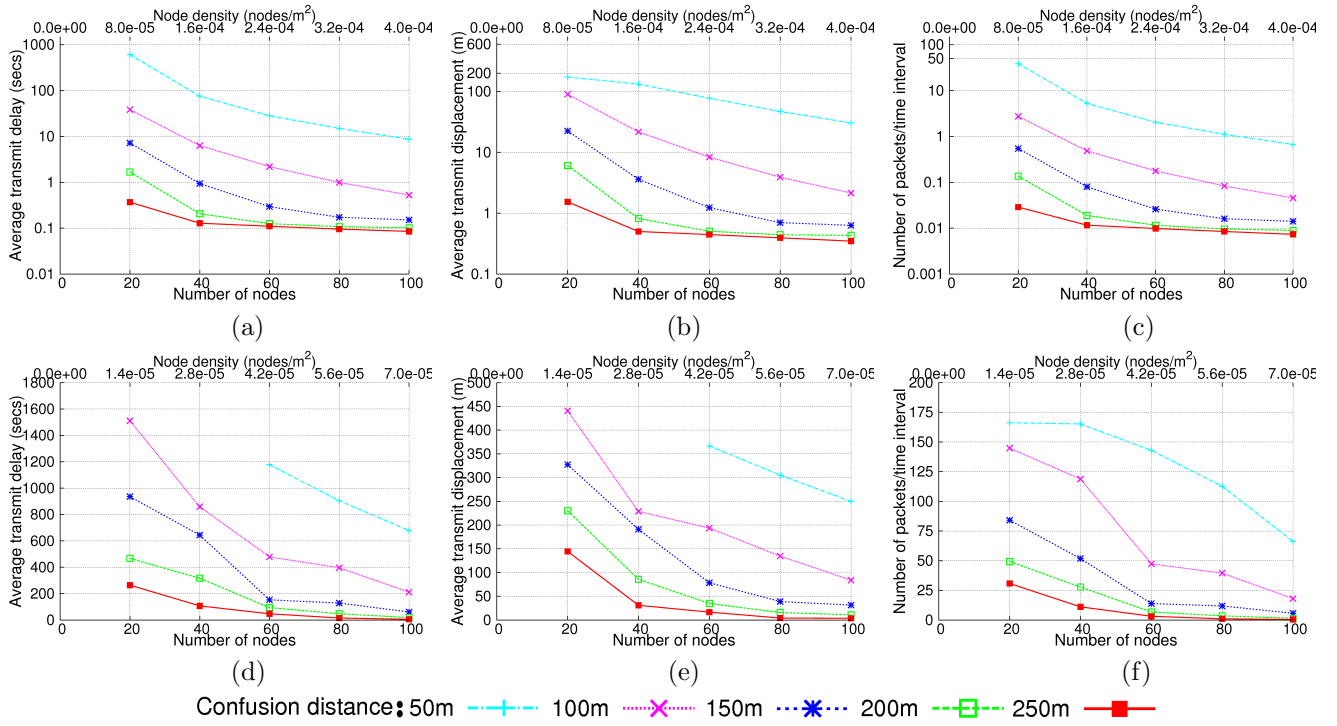 Node density (nodes/m²)
0.0e+00 8.0e-05 1.6e-04 2.4e-04 3.2e-04 4.0e-04
Average transmit delay (secs)
1000
100
10
1
0.1
0.01
0 20 40 60 80 100
Number of nodes
(a)
Node density (nodes/m²)
0.0e+00 8.0e-05 1.6e-04 2.4e-04 3.2e-04 4.0e-04
Average transmit displacement (m)
600
200
100
10
1
0.1
0 20 40 60 80 100
Number of nodes
(b)
Node density (nodes/m²)
0.0e+00 8.0e-05 1.6e-04 2.4e-04 3.2e-04 4.0e-04
Number of packets/time interval
100
50
10
1
0.1
0.01
0.001
0 20 40 60 80 100
Number of nodes
(c)
Node density (nodes/m²)
0.0e+00 1.4e-05 2.8e-05 4.2e-05 5.6e-05 7.0e-05
Average transmit delay (secs)
1800
1600
1400
1200
1000
800
600
400
200
0
0 20 40 60 80 100
Number of nodes
(d)
Node density (nodes/m²)
0.0e+00 1.4e-05 2.8e-05 4.2e-05 5.6e-05 7.0e-05
Average transmit displacement (m)
500
450
400
350
300
250
200
150
100
50
0
0 20 40 60 80 100
Number of nodes
(e)
Node density (nodes/m²)
0.0e+00 1.4e-05 2.8e-05 4.2e-05 5.6e-05 7.0e-05
Number of packets/time interval
200
175
150
125
100
75
50
25
0
0 20 40 60 80 100
Number of nodes
(f)
Confusion distance: 50m 100m 150m 200m 250m